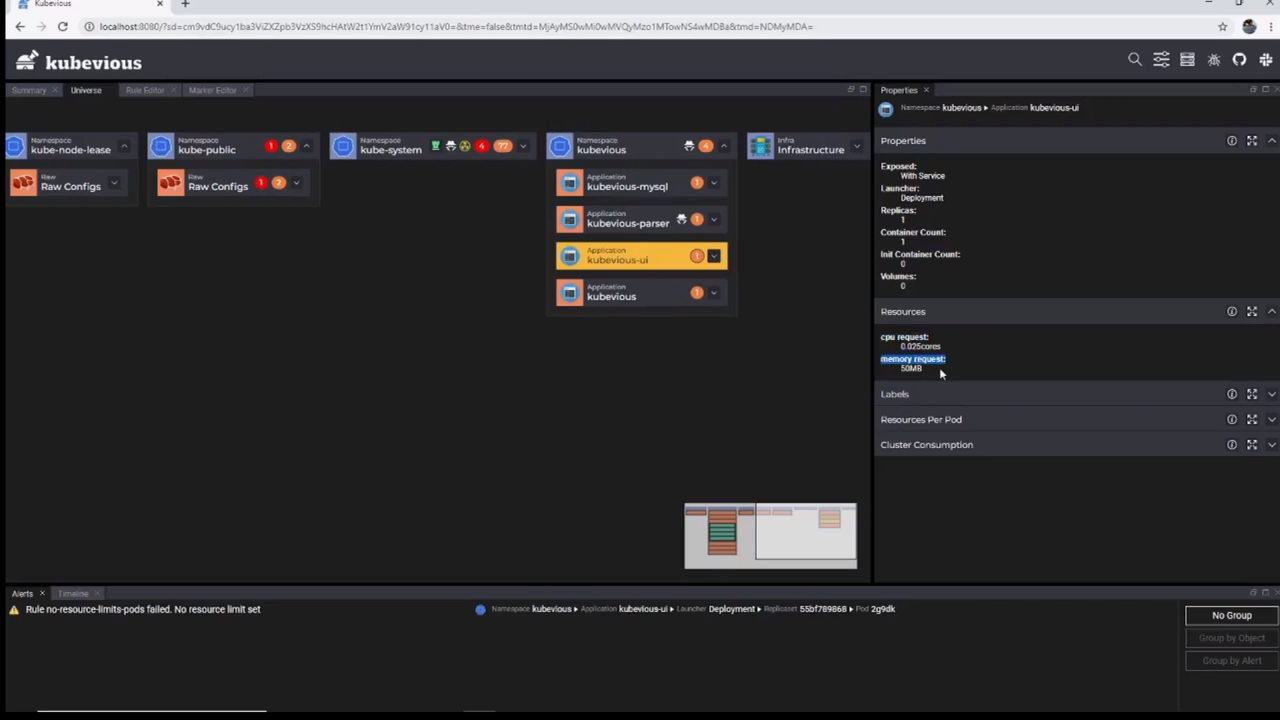 Kubevious
localhost:8080/?sd=cm9vdC9ucy1ba3ViZXZpb3VzXS9hcHAtW2t1YmV2aW91cy11aV0=&tme=false&tmtd=MjAyMS0wMi0wMVQyMzo1MTowNS4wMDBa&tmd=NDMyMDA=
kubevious
Summary
Universe
Rule Editor
Marker Editor
Namespace
kube-node-lease
Raw
Raw Configs
Namespace
kube-public
1 2
Raw
Raw Configs
1 2
Namespace
kube-system
4 77
Namespace
kubevious
4
Application
kubevious-mysql
1
Application
kubevious-parser
1
Application
kubevious-ui
1
Application
kubevious
1
Infra
Infrastructure
Properties
Namespace kubevious Application kubevious-ui
Properties
Exposed:
With Service
Launcher:
Deployment
Replicas:
1
Container Count:
1
Init Container Count:
0
Volumes:
0
Resources
cpu request:
0.025cores
memory request:
50MB
Labels
Resources Per Pod
Cluster Consumption
Alerts
Timeline
Rule no-resource-limits-pods failed. No resource limit set
Namespace kubevious Application kubevious-ui Launcher Deployment Replicaset 55bf789868 Pod 2g9dk
No Group
Group by Object
Group by Alert